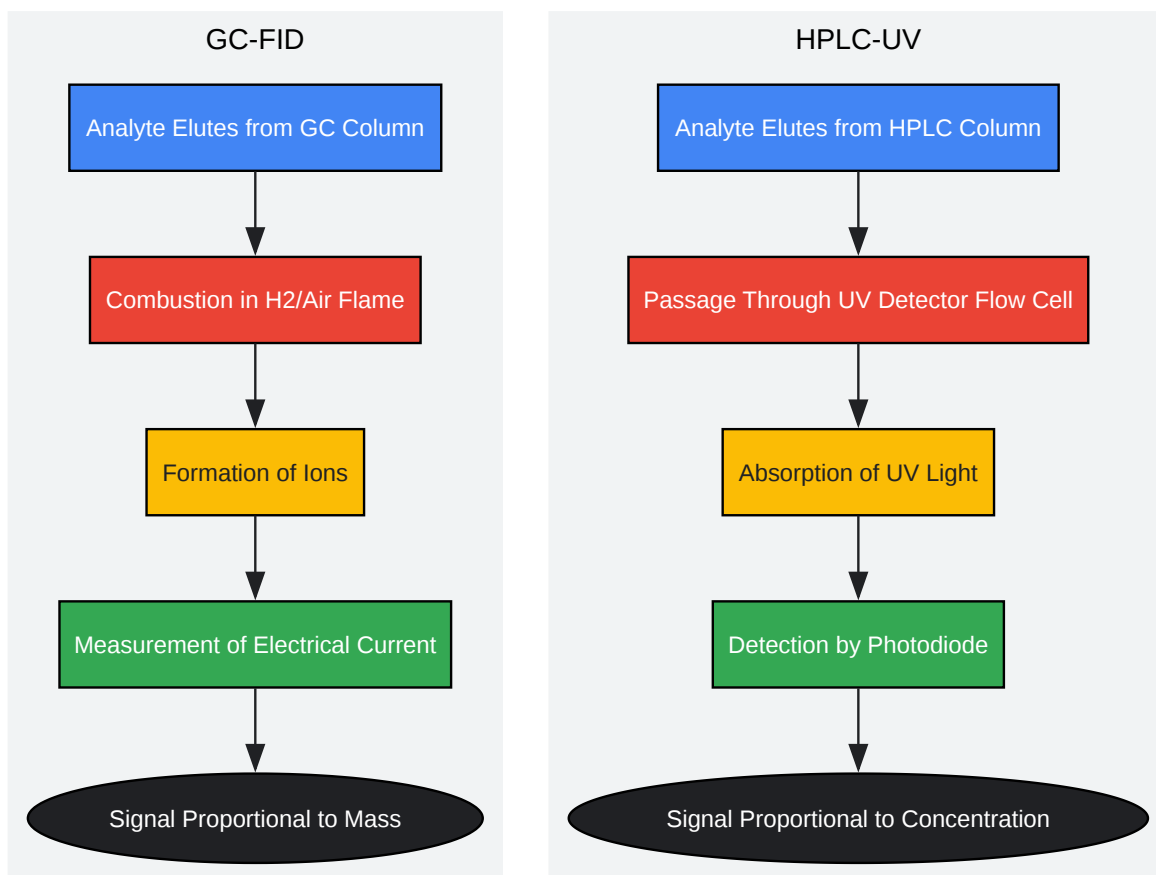 GC-FID
Analyte Elutes from GC Column
Combustion in H2/Air Flame
Formation of Ions
Measurement of Electrical Current
Signal Proportional to Mass
HPLC-UV
Analyte Elutes from HPLC Column
Passage Through UV Detector Flow Cell
Absorption of UV Light
Detection by Photodiode
Signal Proportional to Concentration